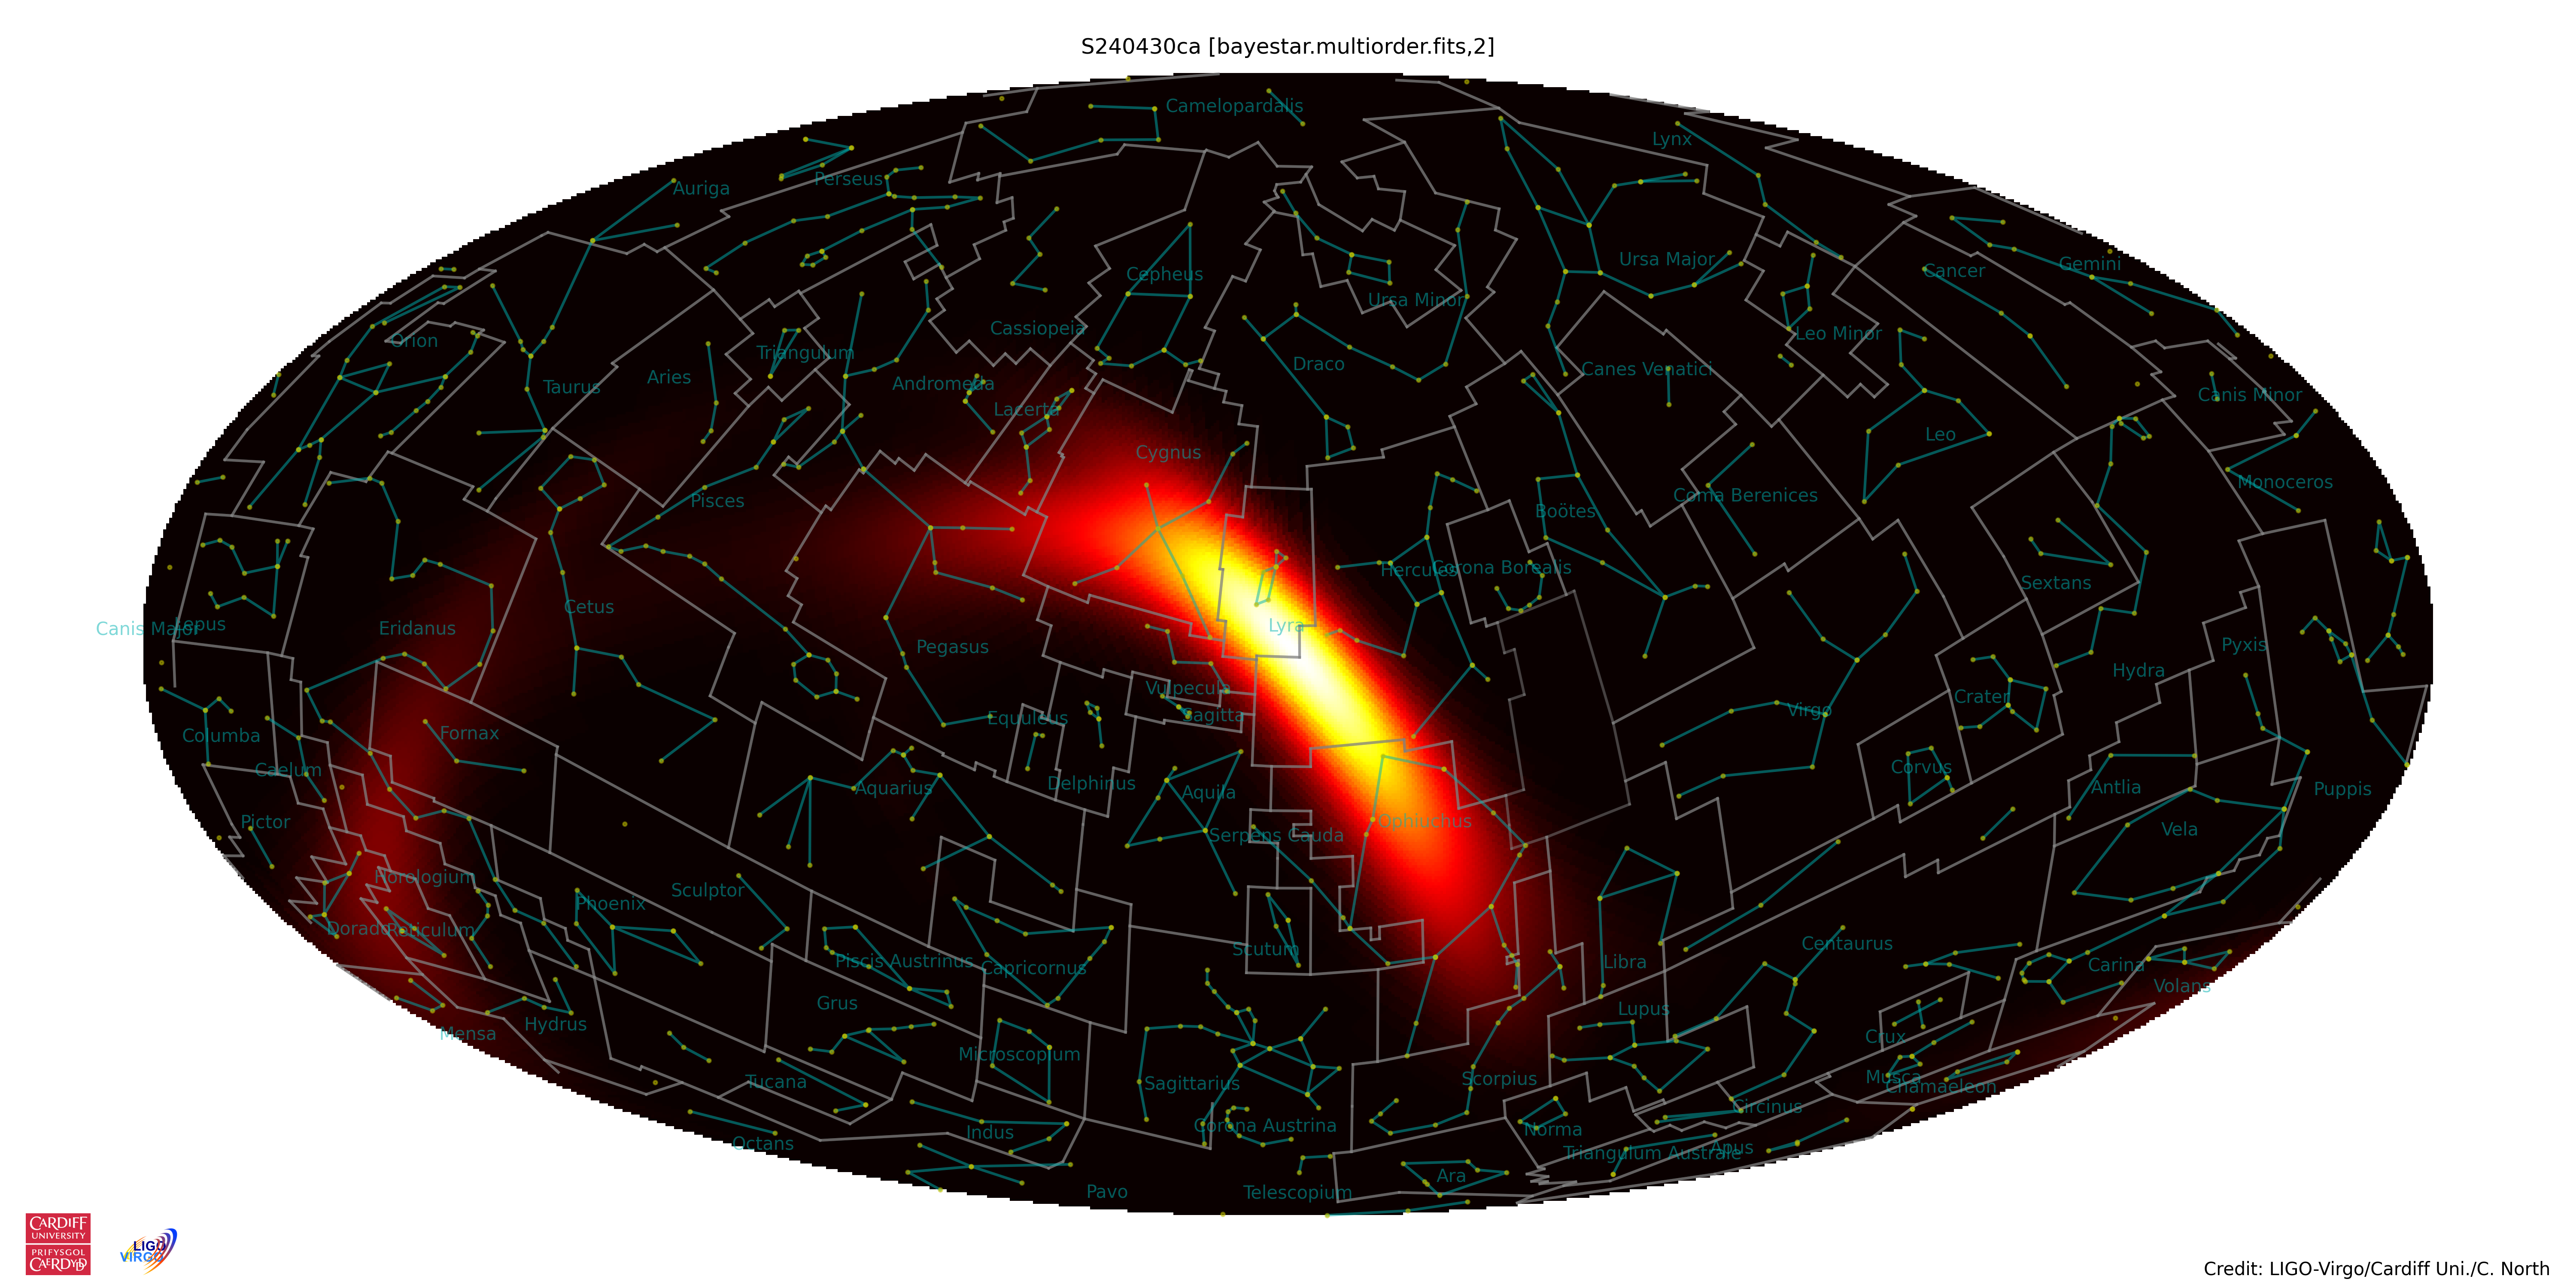 S240430ca [bayestar.multiorder.fits,2]
Camelopardalis
Lynx
Auriga
Perseus
Ursa Major
Gemini
Cancer
Cepheus
Ursa Minor
Cassiopeia
Leo Minor
Orion
Triangulum
Draco
Canes Venatici
Taurus
Aries
Andromeda
Canis Minor
Lacerta
Leo
Cygnus
Monoceros
Coma Berenices
Pisces
Boötes
Hercules
Corona Borealis
Sextans
Cetus
Canis Major
Lepus
Eridanus
Lyra
Pegasus
Pyxis
Hydra
Vulpecula
Crater
Virgo
Equuleus
Sagitta
Columba
Fornax
Caelum
Corvus
Delphinus
Aquarius
Antlia
Puppis
Aquila
Pictor
Ophiuchus
Vela
Serpens Cauda
Horologium
Sculptor
Phoenix
Dorado
Reticulum
Centaurus
Scutum
Piscis Austrinus
Capricornus
Libra
Carina
Volans
Grus
Lupus
Hydrus
Mensa
Crux
Microscopium
Tucana
Sagittarius
Scorpius
Musca
Chamaeleon
Circinus
Corona Austrina
Norma
Indus
Octans
Apus
Triangulum Australe
Ara
Pavo
Telescopium
CARDIFF
UNIVERSITY
PRIFYSGOL
CAERDYDD
LIGO
VIRGO
Credit: LIGO-Virgo/Cardiff Uni./C. North